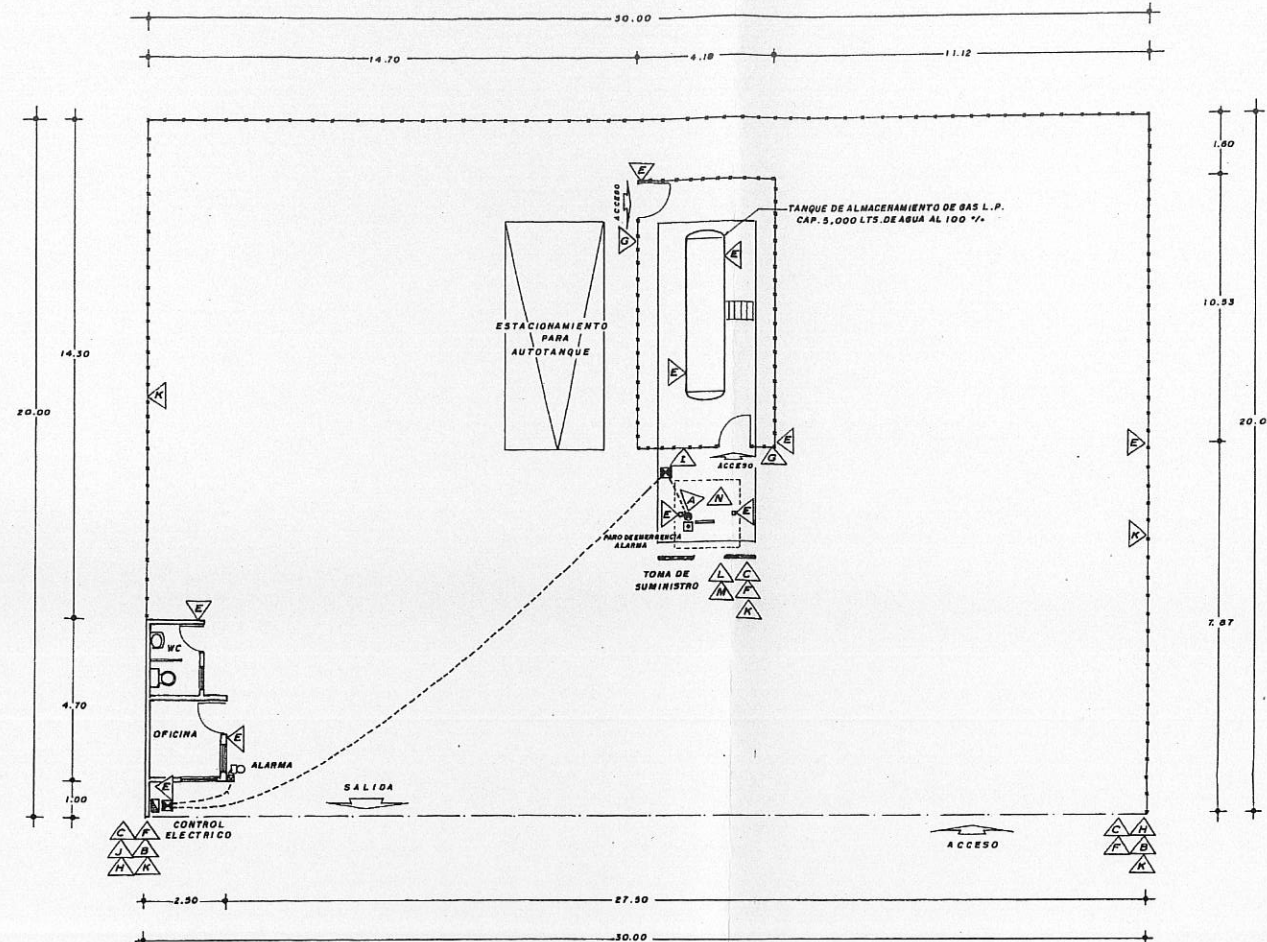 30.00
14.70
4.18
11.12
1.60
E
ACCESO
TANQUE DE ALMACENAMIENTO DE GAS L.P.
CAP. 5,000 LTS. DE AGUA AL 100 %
G
E
ESTACIONAMIENTO
PARA
AUTOTANQUE
10.53
14.30
E
K
20.00
20.0
E
E
I
ACCESO
G
A
N
E
E
K
PARO DE EMERGENCIA
ALARMA
TOMA DE
SUMINISTRO
L
C
M
F
K
E
7.87
WC
4.70
OFICINA
E
ALARMA
E
SALIDA
1.00
CONTROL
ELECTRICO
C
F
J
B
H
K
ACCESO
C
H
F
B
K
2.50
27.50
30.00